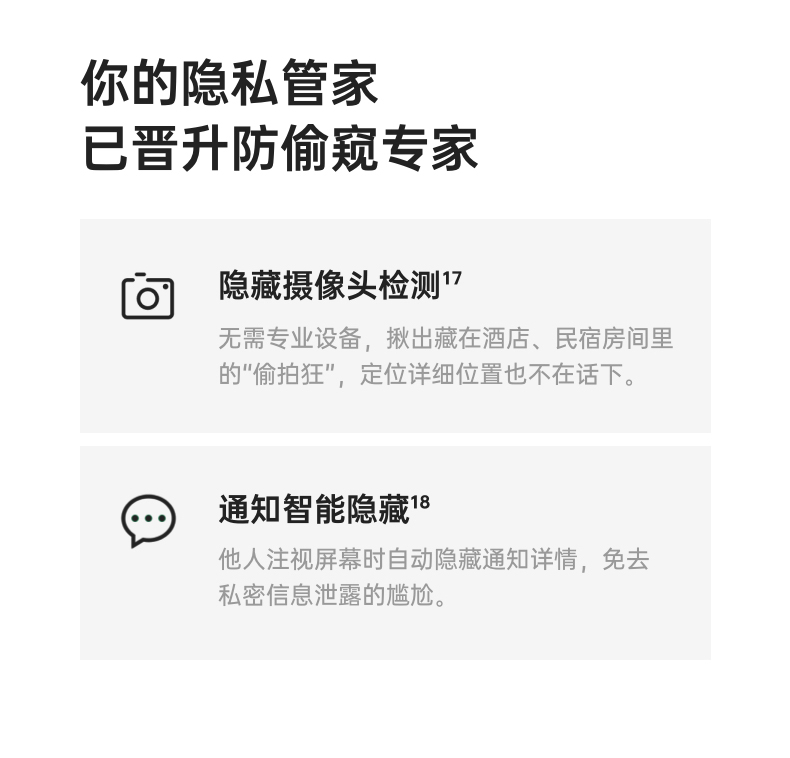 你的隐私管家
已晋升防偷窥专家
隐藏摄像头检测17
无需专业设备，揪出藏在酒店、民宿房间里
的“偷拍狂”，定位详细位置也不在话下。
通知智能隐藏18
他人注视屏幕时自动隐藏通知详情，免去
私密信息泄露的尴尬。